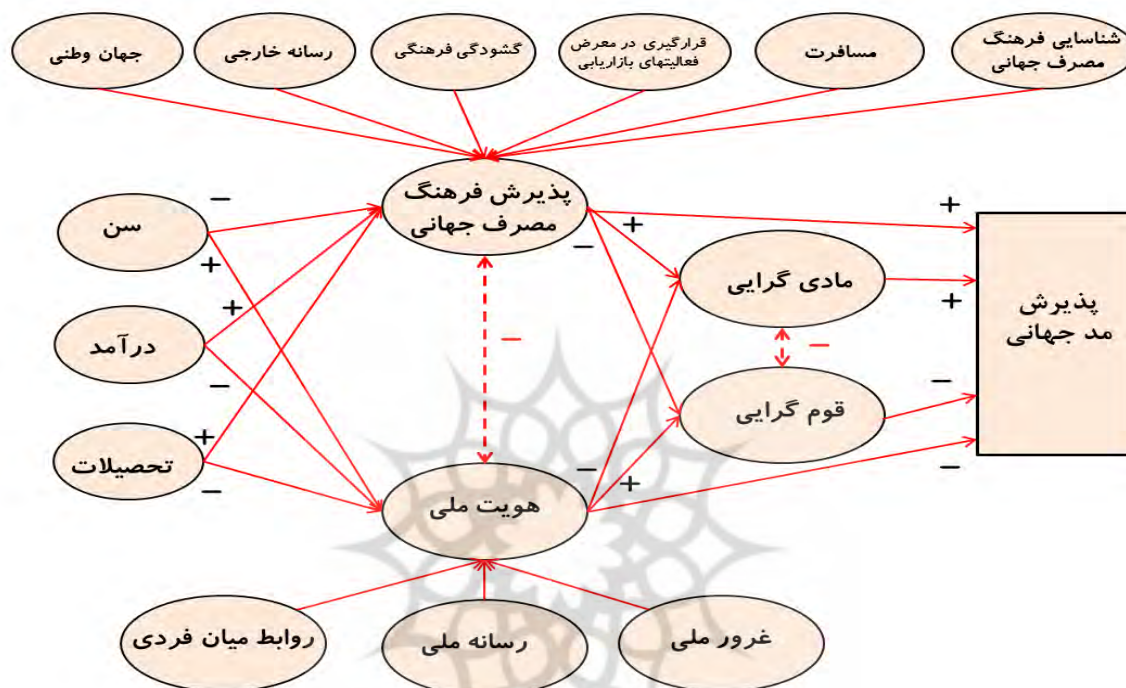 شناسایی فرهنگ
مصرف جهانی
مسافرت
قرارگیری در معرض
فعالیتهای بازاریابی
گشودگی فرهنگی
رسانه خارجی
جهان وطنی
پذیرش فرهنگ
مصرف جهانی
سن
درآمد
تحصیلات
مادی گرایی
قوم گرایی
پذیرش
مد جهانی
هویت ملی
غرور ملی
رسانه ملی
روابط میان فردی
−
+
+
−
+
−
−
+
−
−
−
+
+
+
−
−